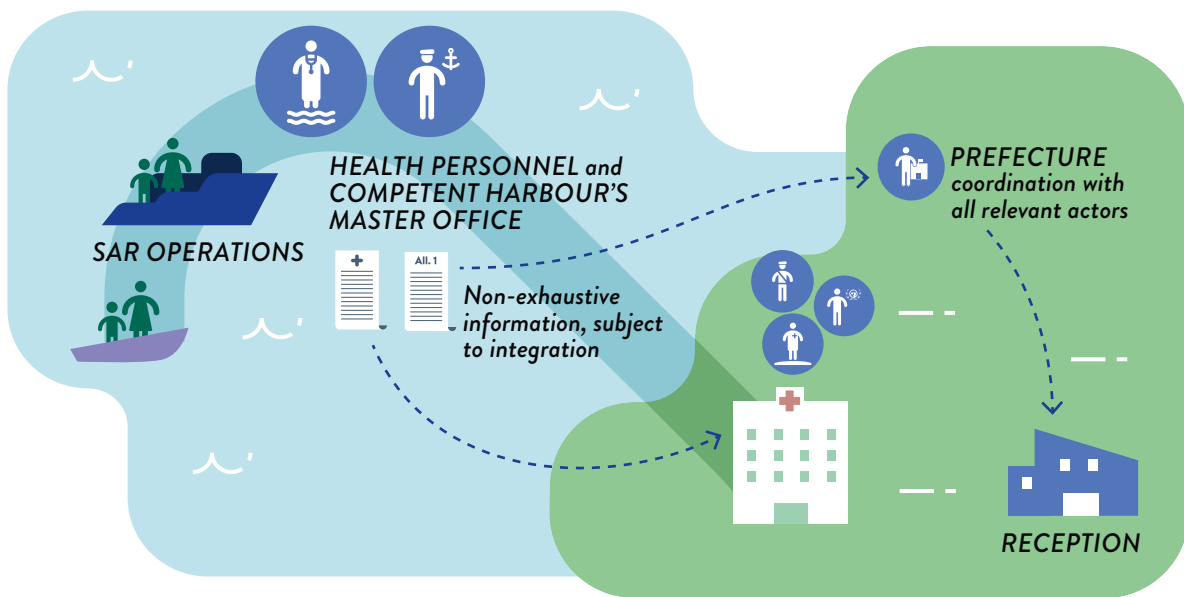 HEALTH PERSONNEL and
COMPETENT HARBOUR'S
MASTER OFFICE
SAR OPERATIONS
All. 1
Non-exhaustive
information, subject
to integration
PREFECTURE
coordination with
all relevant actors
RECEPTION